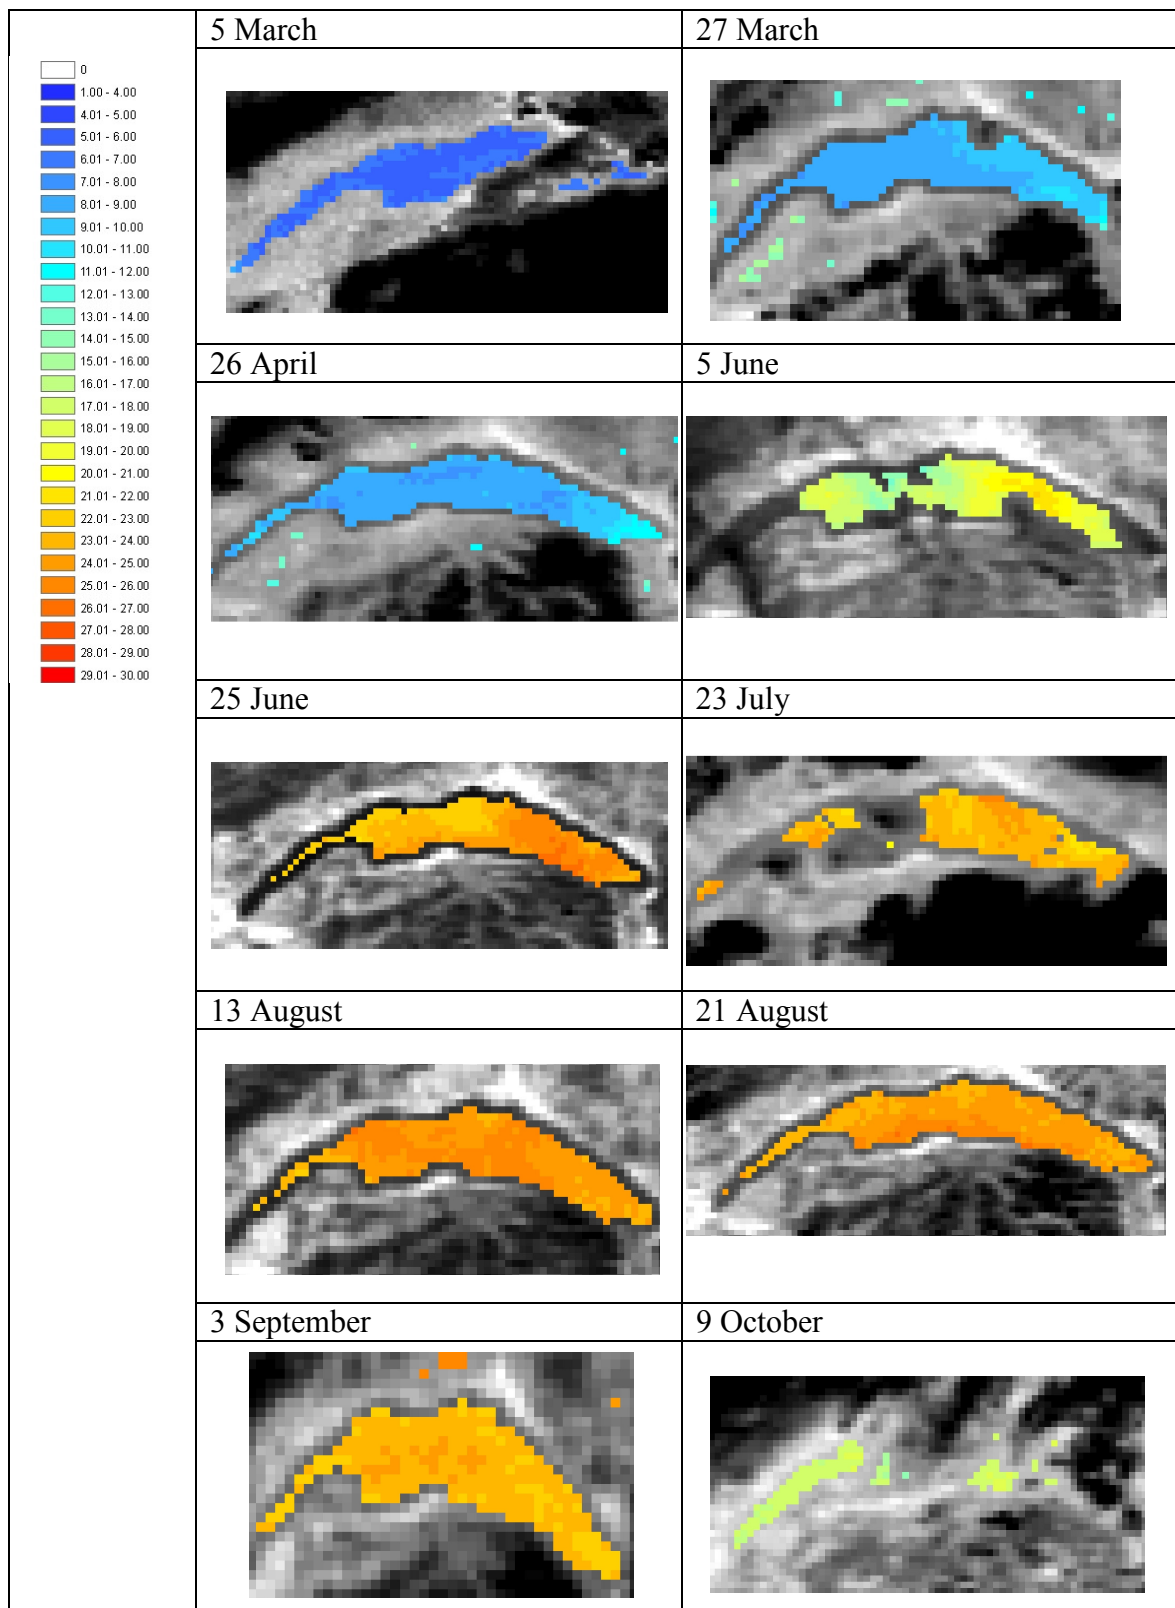 5 March
27 March
0
1.00 - 4.00
4.01 - 5.00
5.01 - 6.00
6.01 - 7.00
7.01 - 8.00
8.01 - 9.00
9.01 - 10.00
10.01 - 11.00
11.01 - 12.00
12.01 - 13.00
13.01 - 14.00
14.01 - 15.00
15.01 - 16.00
16.01 - 17.00
17.01 - 18.00
18.01 - 19.00
19.01 - 20.00
20.01 - 21.00
21.01 - 22.00
22.01 - 23.00
23.01 - 24.00
24.01 - 25.00
25.01 - 26.00
26.01 - 27.00
27.01 - 28.00
28.01 - 29.00
29.01 - 30.00
26 April
5 June
25 June
23 July
13 August
21 August
3 September
9 October